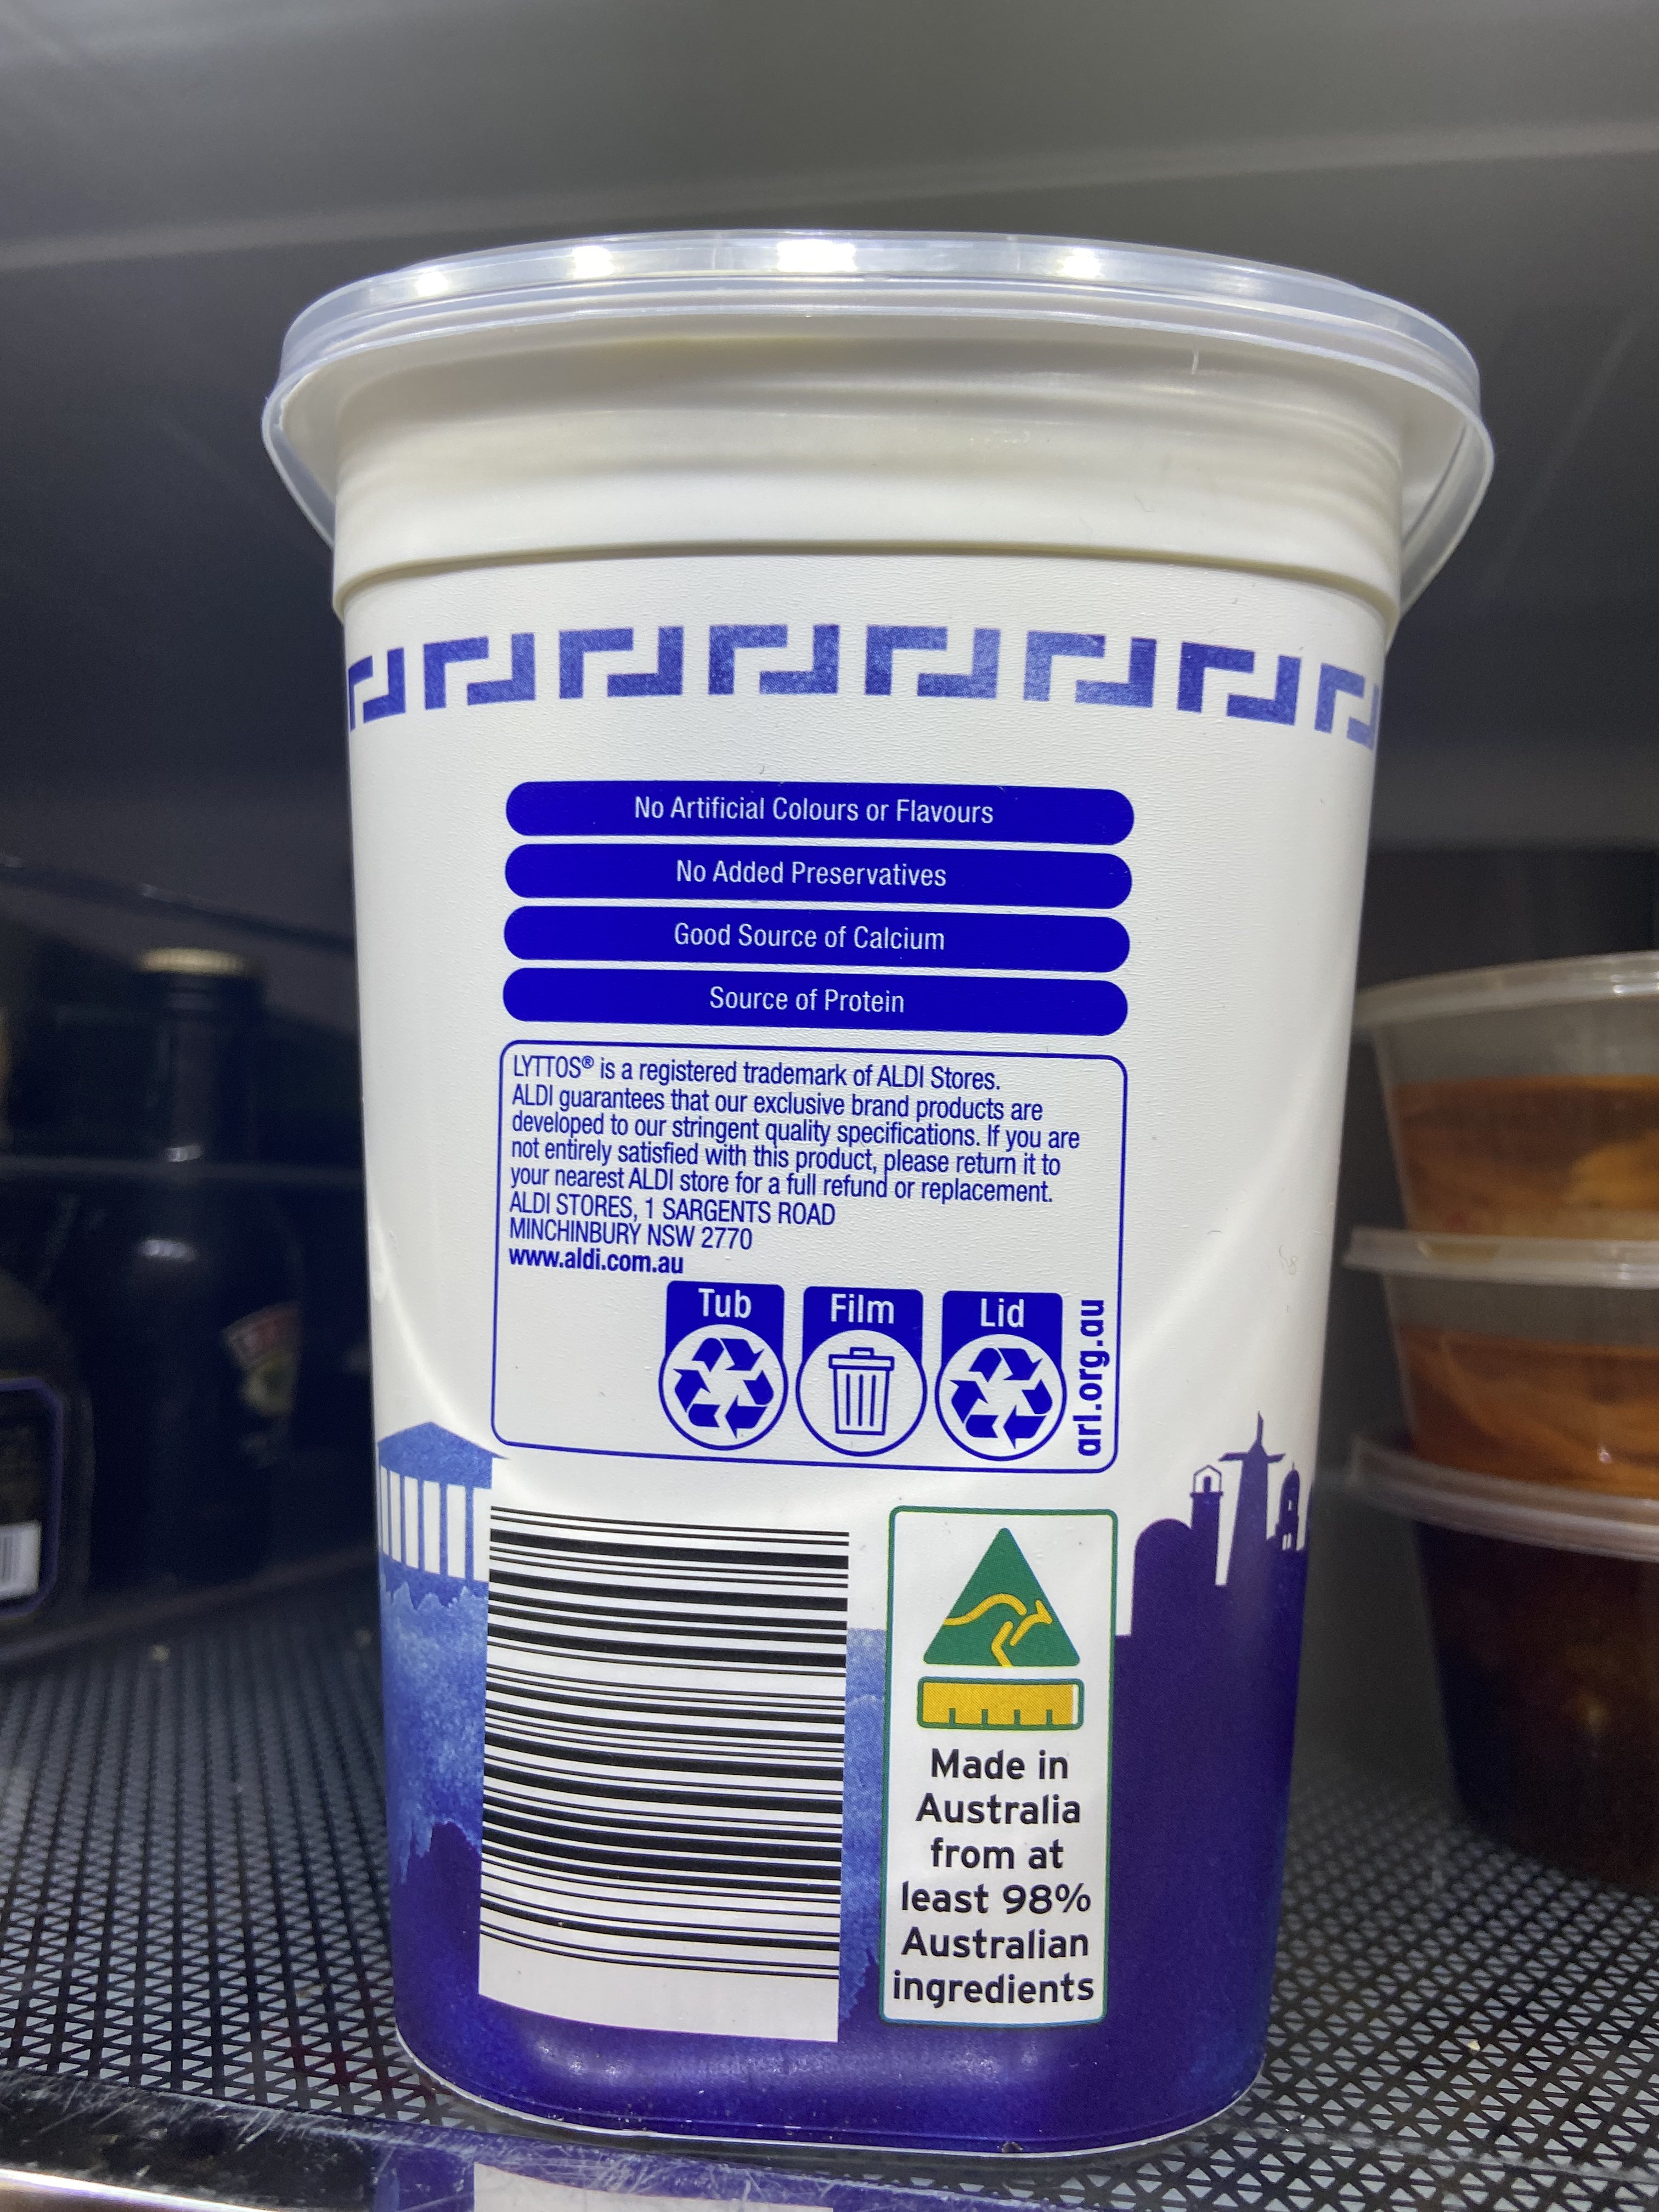 No Artificial Colours or Flavours
No Added Preservatives
Good Source of Calcium
Source of Protein
LYTTOS® is a registered trademark of ALDI Stores.
ALDI guarantees that our exclusive brand products are
developed to our stringent quality specifications. If you are
not entirely satisfied with this product, please return it to
your nearest ALDI store for a full refund or replacement.
ALDI STORES, 1 SARGENTS ROAD
MINCHINBURY NSW 2770
www.aldi.com.au
Tub
Film
Lid
arl.org.au
Made in
Australia
from at
least 98%
Australian
ingredients